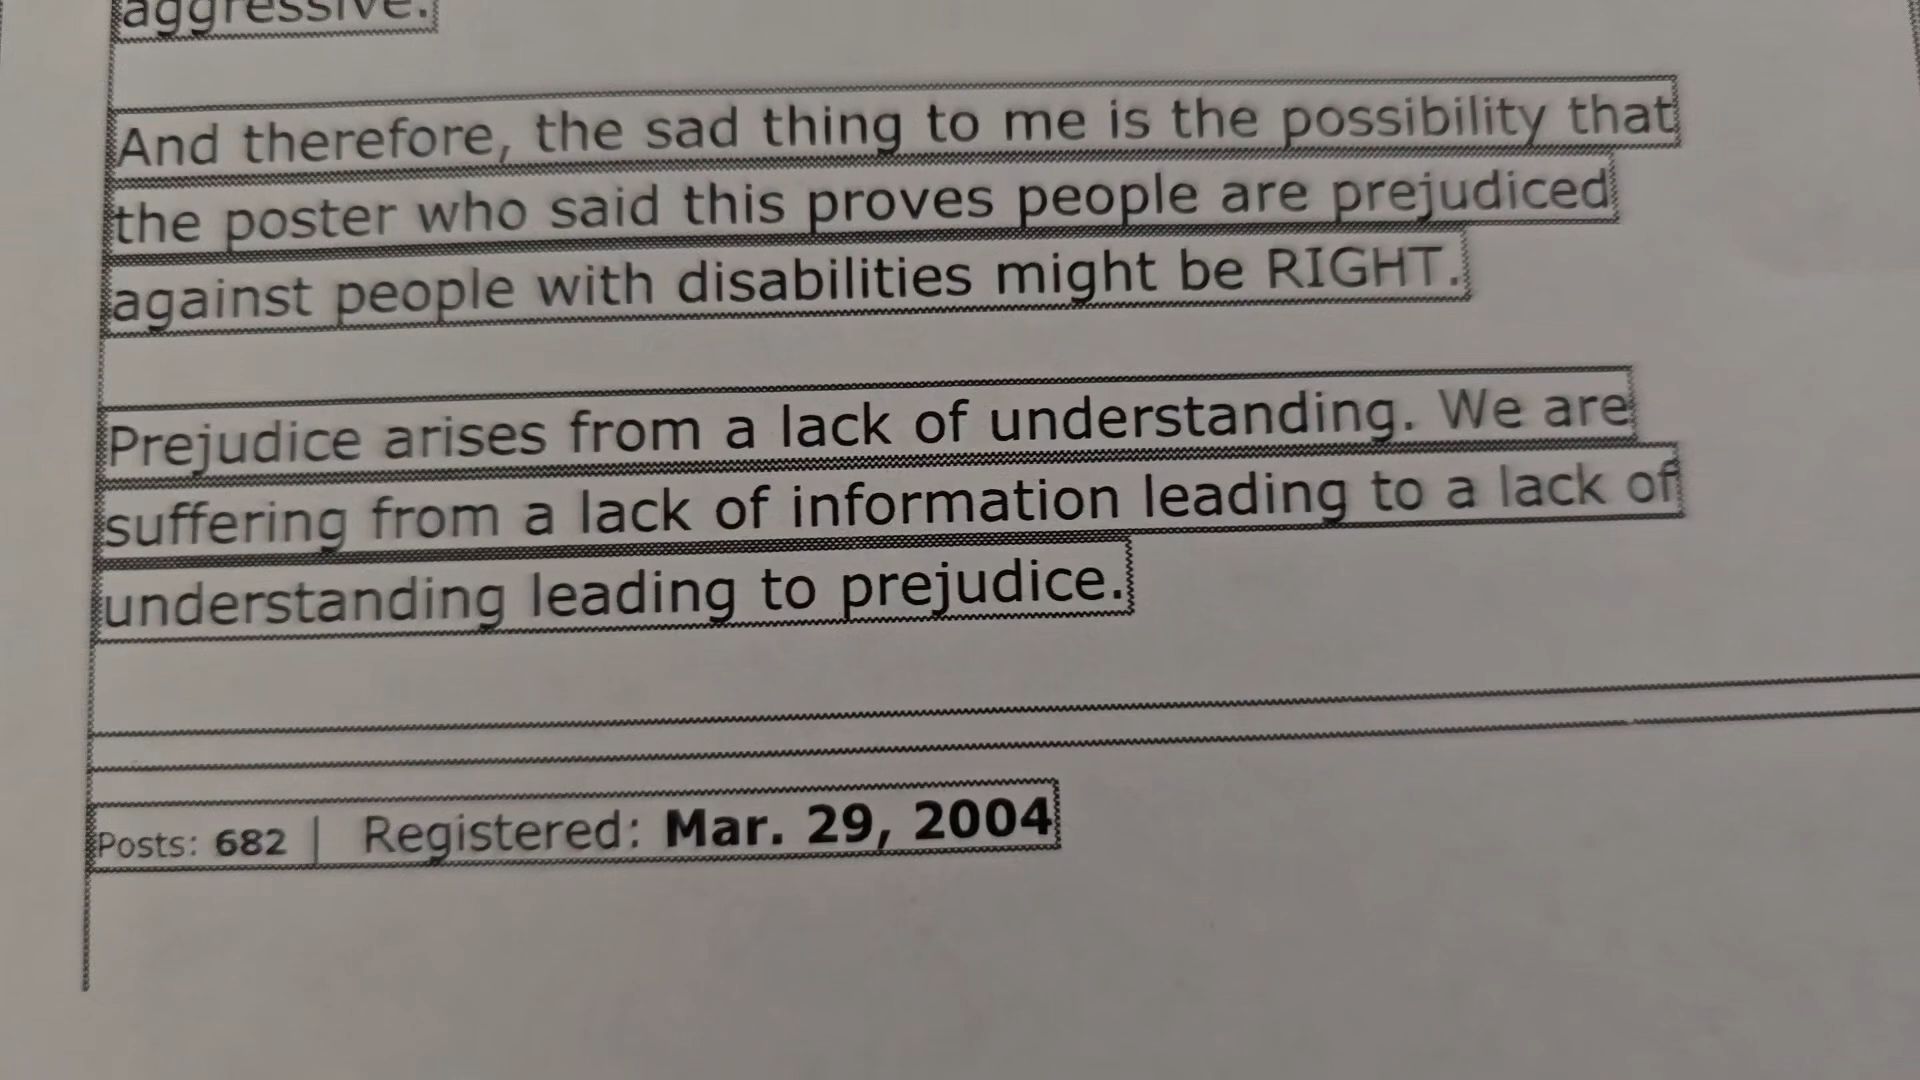 aggressive.
And therefore, the sad thing to me is the possibility that
the poster who said this proves people are prejudiced
against people with disabilities might be RIGHT.
Prejudice arises from a lack of understanding. We are
suffering from a lack of information leading to a lack of
understanding leading to prejudice.
Posts: 682 | Registered: Mar. 29, 2004